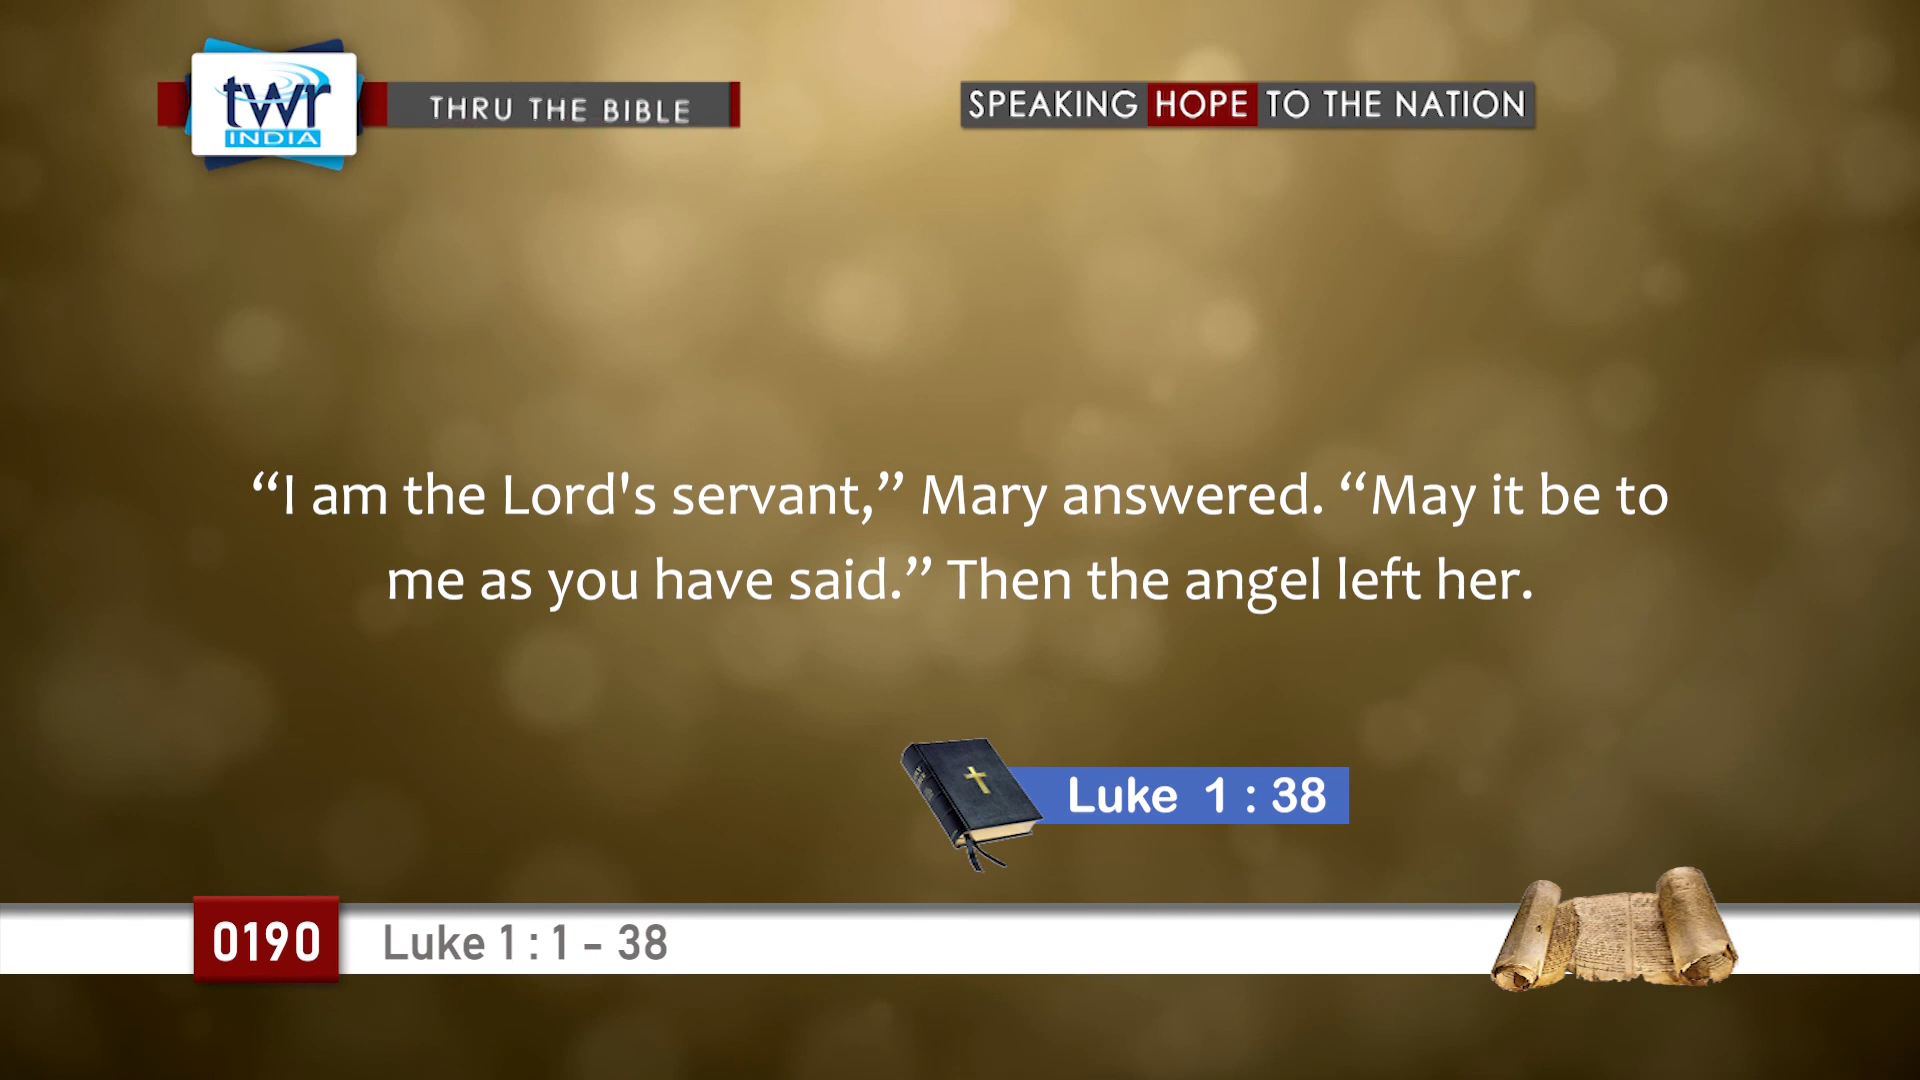 twr
INDIA
THRU THE BIBLE
SPEAKING HOPE TO THE NATION
“I am the Lord's servant,” Mary answered. “May it be to
me as you have said.” Then the angel left her.
Luke 1 : 38
0190
Luke 1 : 1 - 38